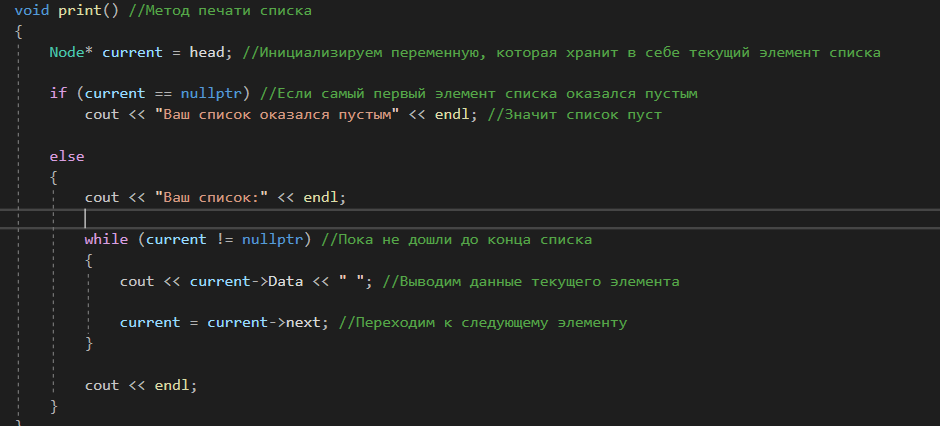 void print() //Метод печати списка
{
Node* current = head; //Инициализируем переменную, которая хранит в себе текущий элемент списка
if (current == nullptr) //Если самый первый элемент списка оказался пустым
cout << "Ваш список оказался пустым" << endl; //Значит список пуст
else
{
cout << "Ваш список:" << endl;
while (current != nullptr) //Пока не дошли до конца списка
{
cout << current->Data << " "; //Выводим данные текущего элемента
current = current->next; //Переходим к следующему элементу
}
cout << endl;
}
}